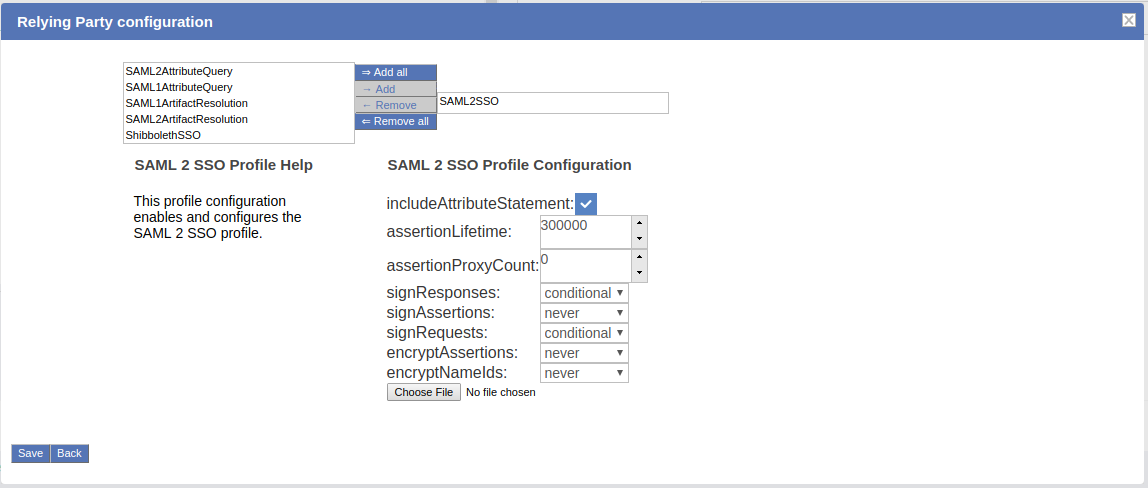 Relying Party configuration
SAML2AttributeQuery
SAML1AttributeQuery
SAML1ArtifactResolution
SAML2ArtifactResolution
ShibbolethSSO
⇒ Add all
→ Add
← Remove
⇐ Remove all
SAML2SSO
SAML 2 SSO Profile Help
This profile configuration
enables and configures the
SAML 2 SSO profile.
SAML 2 SSO Profile Configuration
includeAttributeStatement:
assertionLifetime: 300000
assertionProxyCount: 0
signResponses: conditional
signAssertions: never
signRequests: conditional
encryptAssertions: never
encryptNameIds: never
Choose File No file chosen
Save Back